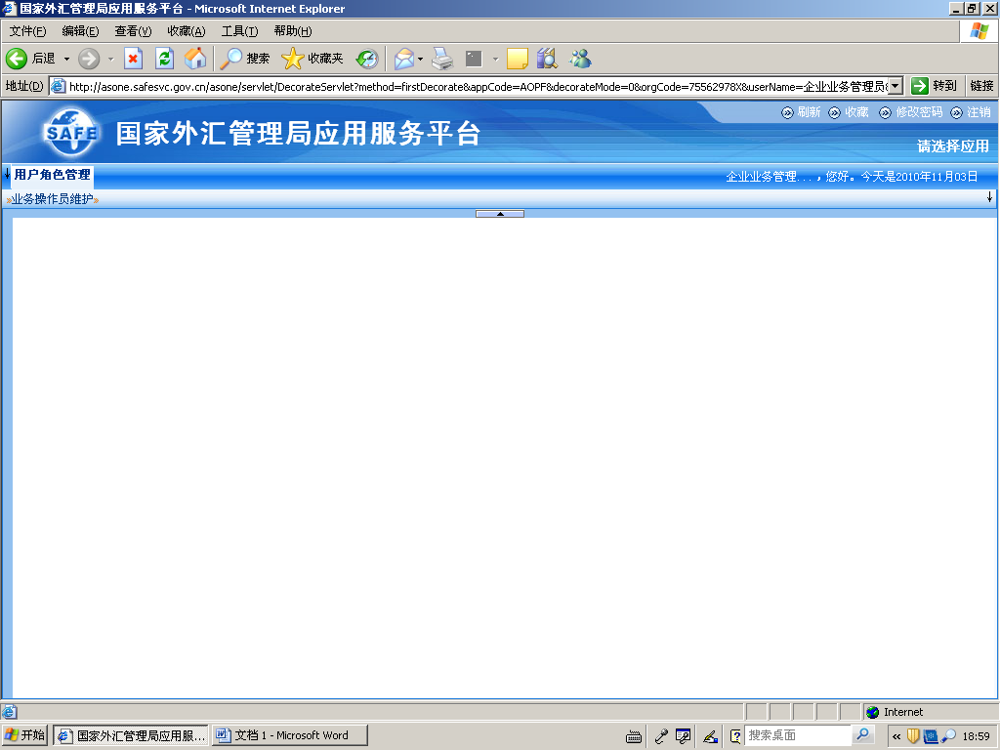 国家外汇管理局应用服务平台 - Microsoft Internet Explorer
文件(F) 编辑(E) 查看(V) 收藏(A) 工具(T) 帮助(H)
后退 搜索 收藏夹
地址(D) http://asone.safesvc.gov.cn/asone/servlet/DecorateServlet?method=firstDecorate&appCode=AOPF&decorateMode=0&orgCode=75562978X&userName=企业业务管理员& 转到 链接
刷新 收藏 修改密码 注销
SAFE 国家外汇管理局应用服务平台
请选择应用
用户角色管理 企业业务管理...，您好。今天是2010年11月03日
»业务操作员维护»
Internet
开始 国家外汇管理局应用服... 文档 1 - Microsoft Word 搜索桌面 « 18:59